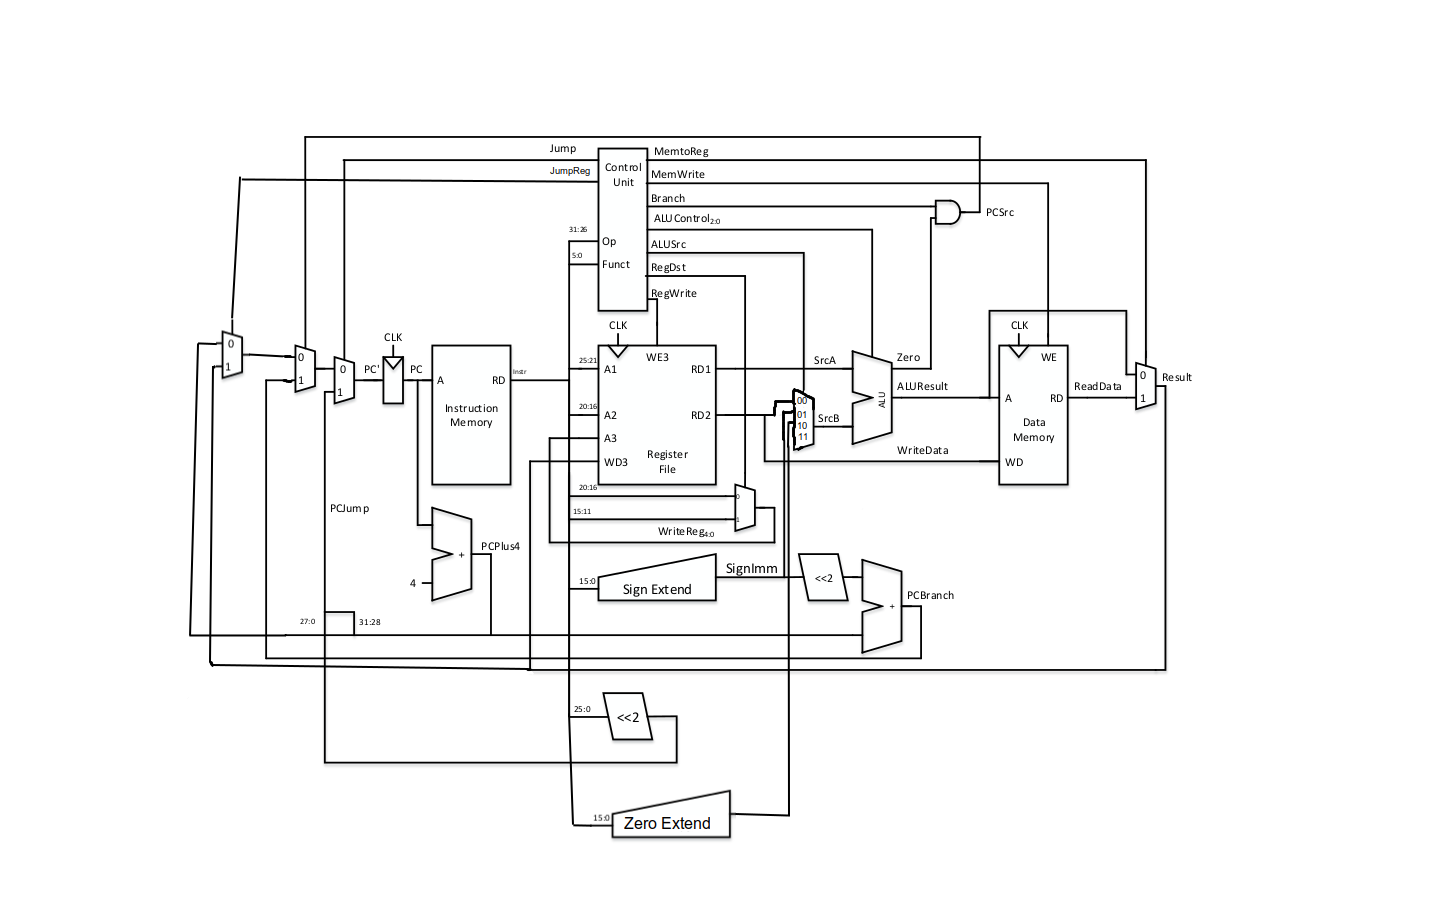 Jump
JumpReg
Control
Unit
MemtoReg
MemWrite
Branch
ALUControl2:0
ALUSrc
RegDst
RegWrite
PCSrc
31:26
Op
5:0
Funct
0
1
0
1
0
1
PC'
CLK
PC
A
RD
Instr
Instruction
Memory
CLK
WE3
25:21
A1
RD1
20:16
A2
RD2
A3
WD3
Register
File
SrcA
00
01
10
11
SrcB
ALU
Zero
ALUResult
WriteData
CLK
WE
A
RD
Data
Memory
WD
ReadData
0
1
Result
20:16
0
15:11
1
WriteReg4:0
PCJump
+
4
PCPlus4
15:0
Sign Extend
SignImm
<<2
+
PCBranch
27:0
31:28
25:0
<<2
15:0
Zero Extend